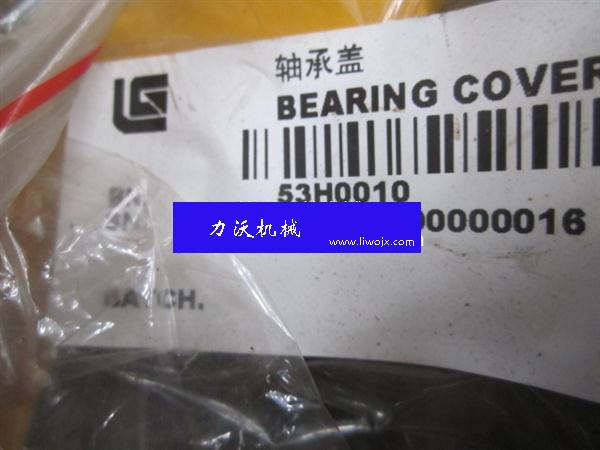 轴承盖
BEARING COVER
53H0010
00000016
力沃机械
www.liwojx.com
BATCH.